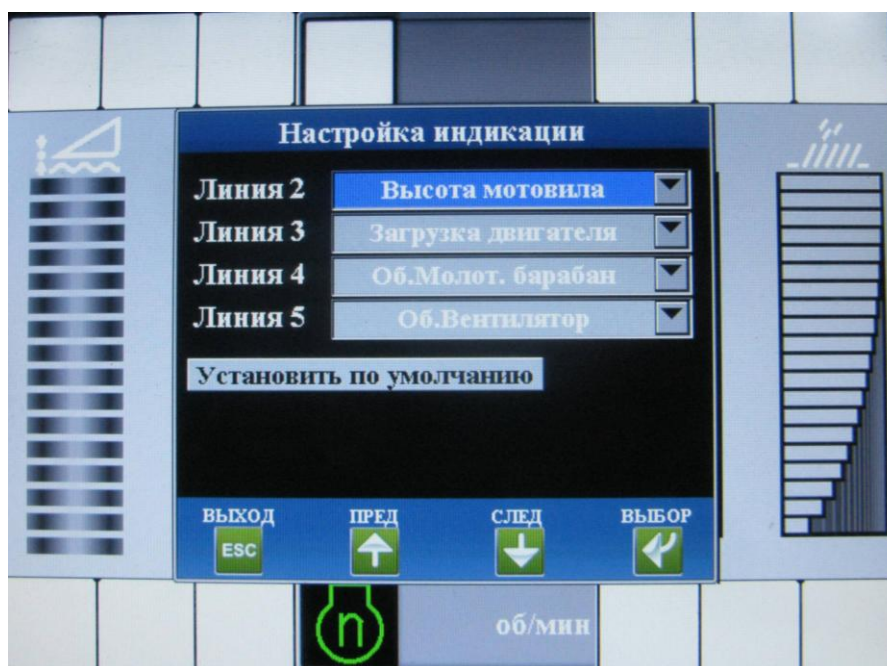 Настройка индикации
Линия 2 Высота мотовила
Линия 3 Загрузка двигателя
Линия 4 Об.Молот. барабан
Линия 5 Об.Вентилятор
Установить по умолчанию
ВЫХОД ПРЕД СЛЕД ВЫБОР
ESC
n об/мин